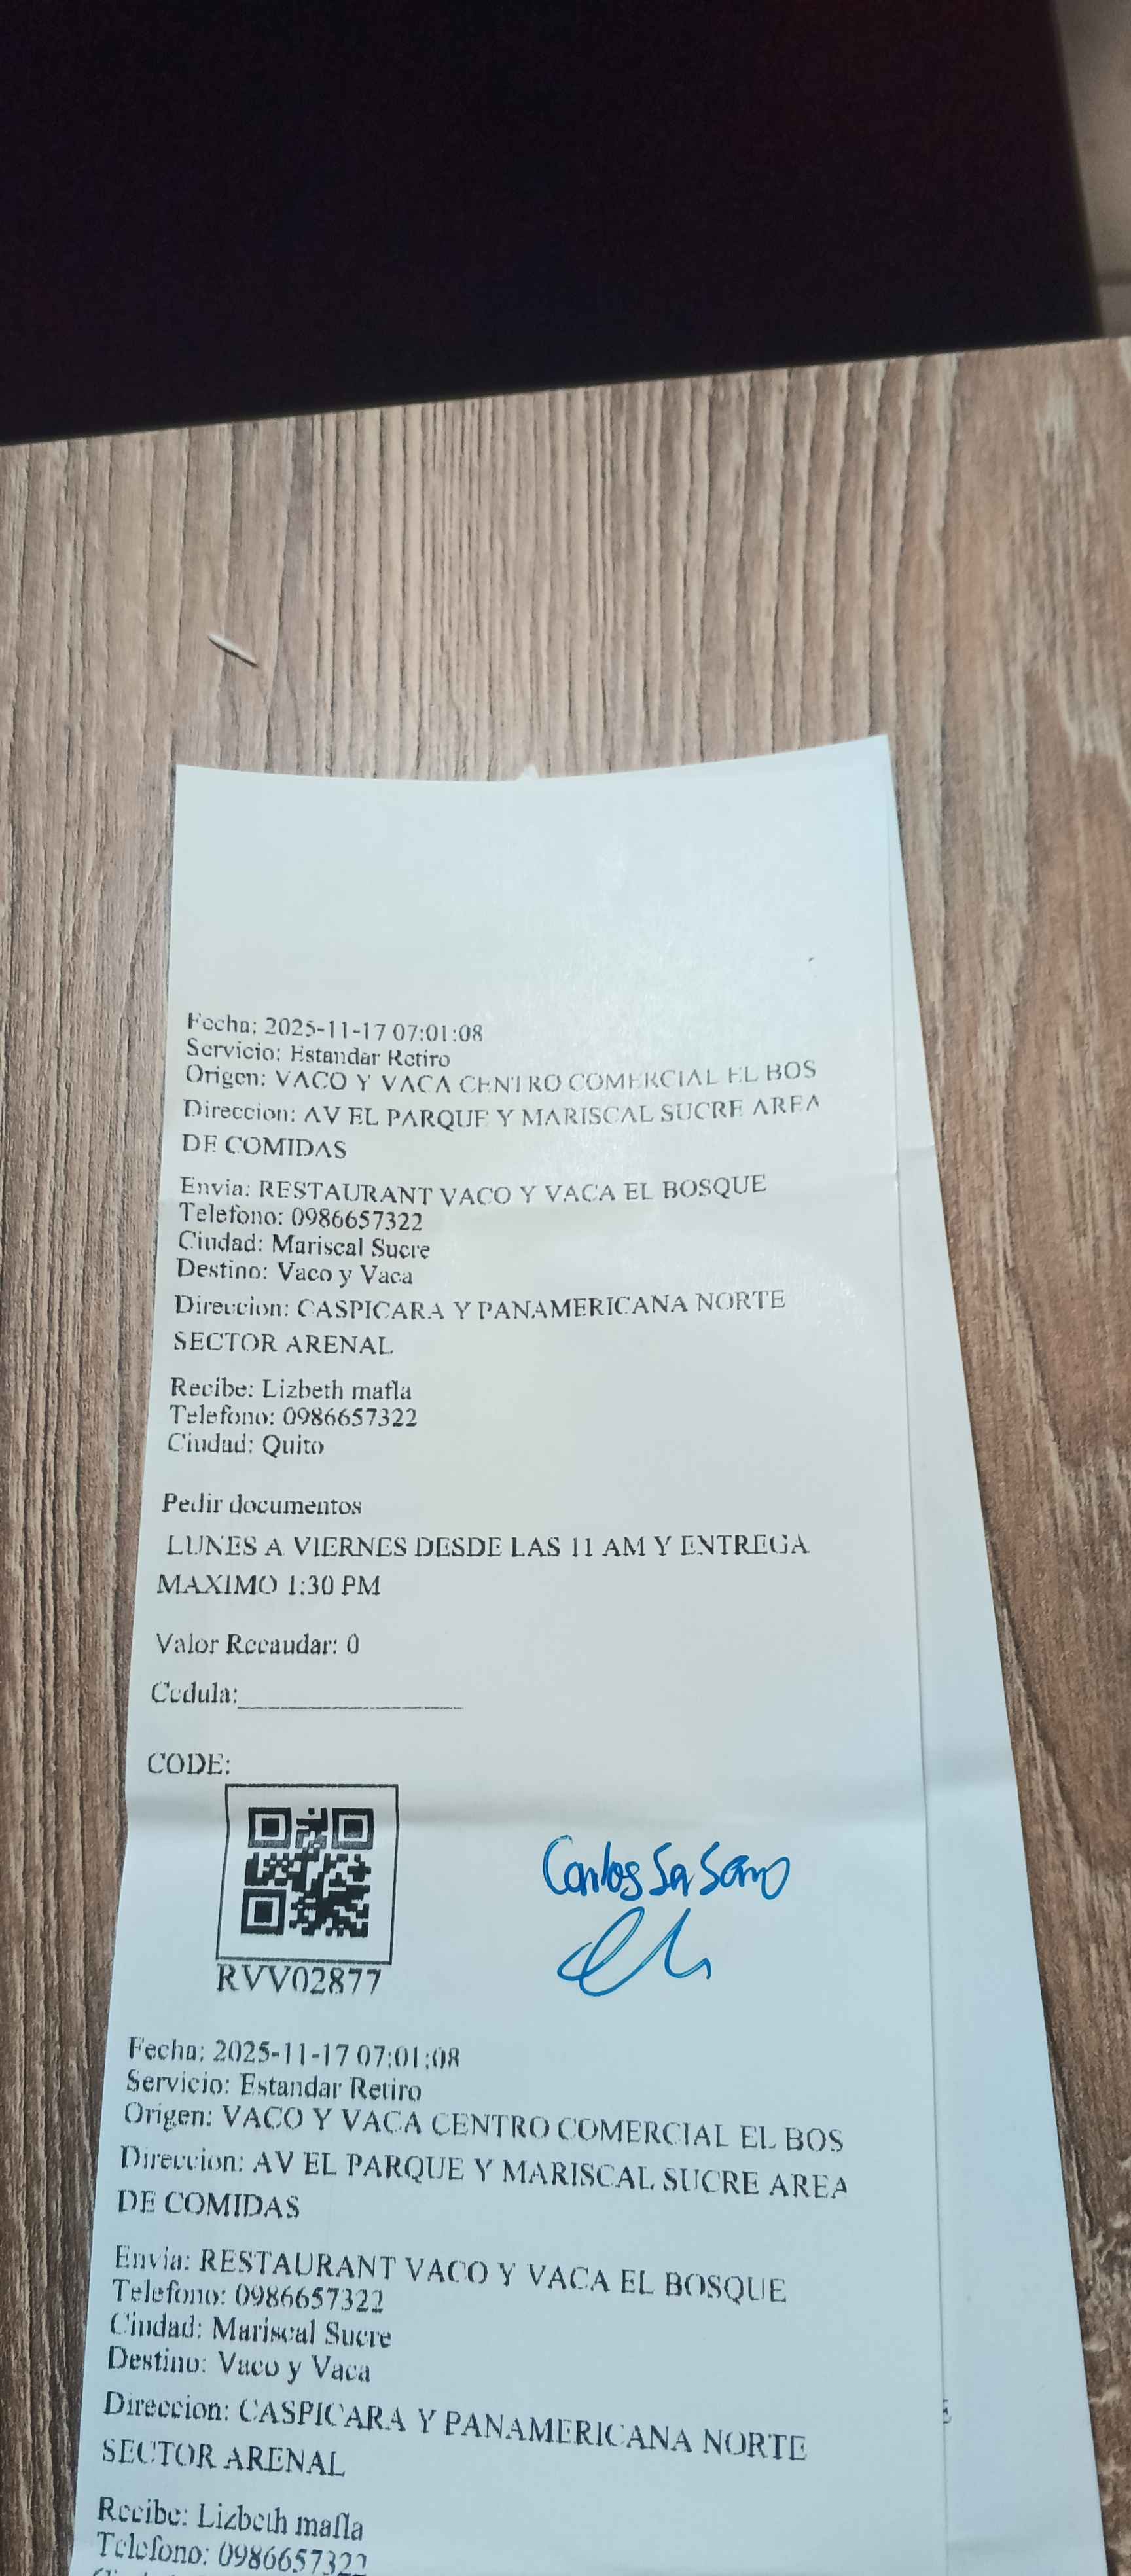 Fecha: 2025-11-17 07:01:08
Servicio: Estandar Retiro
Origen: VACO Y VACA CENTRO COMERCIAL EL BOS
Direccion: AV EL PARQUE Y MARISCAL SUCRE AREA
DE COMIDAS
Envia: RESTAURANT VACO Y VACA EL BOSQUE
Telefono: 0986657322
Ciudad: Mariscal Sucre
Destino: Vaco y Vaca
Direccion: CASPICARA Y PANAMERICANA NORTE
SECTOR ARENAL
Recibe: Lizbeth mafla
Telefono: 0986657322
Ciudad: Quito
Pedir documentos
LUNES A VIERNES DESDE LAS 11 AM Y ENTREGA
MAXIMO 1:30 PM
Valor Recaudar: 0
Cedula:
CODE:
Carlos
RVV02877
Fecha: 2025-11-17 07:01:08
Servicio: Estandar Retiro
Origen: VACO Y VACA CENTRO COMERCIAL EL BOS
Direccion: AV EL PARQUE Y MARISCAL SUCRE AREA
DE COMIDAS
Envia: RESTAURANT VACO Y VACA EL BOSQUE
Telefono: 0986657322
Ciudad: Mariscal Sucre
Destino: Vaco y Vaca
Direccion: CASPICARA Y PANAMERICANA NORTE
SECTOR ARENAL
Recibe: Lizbeth mafla
Telefono: 0986657322